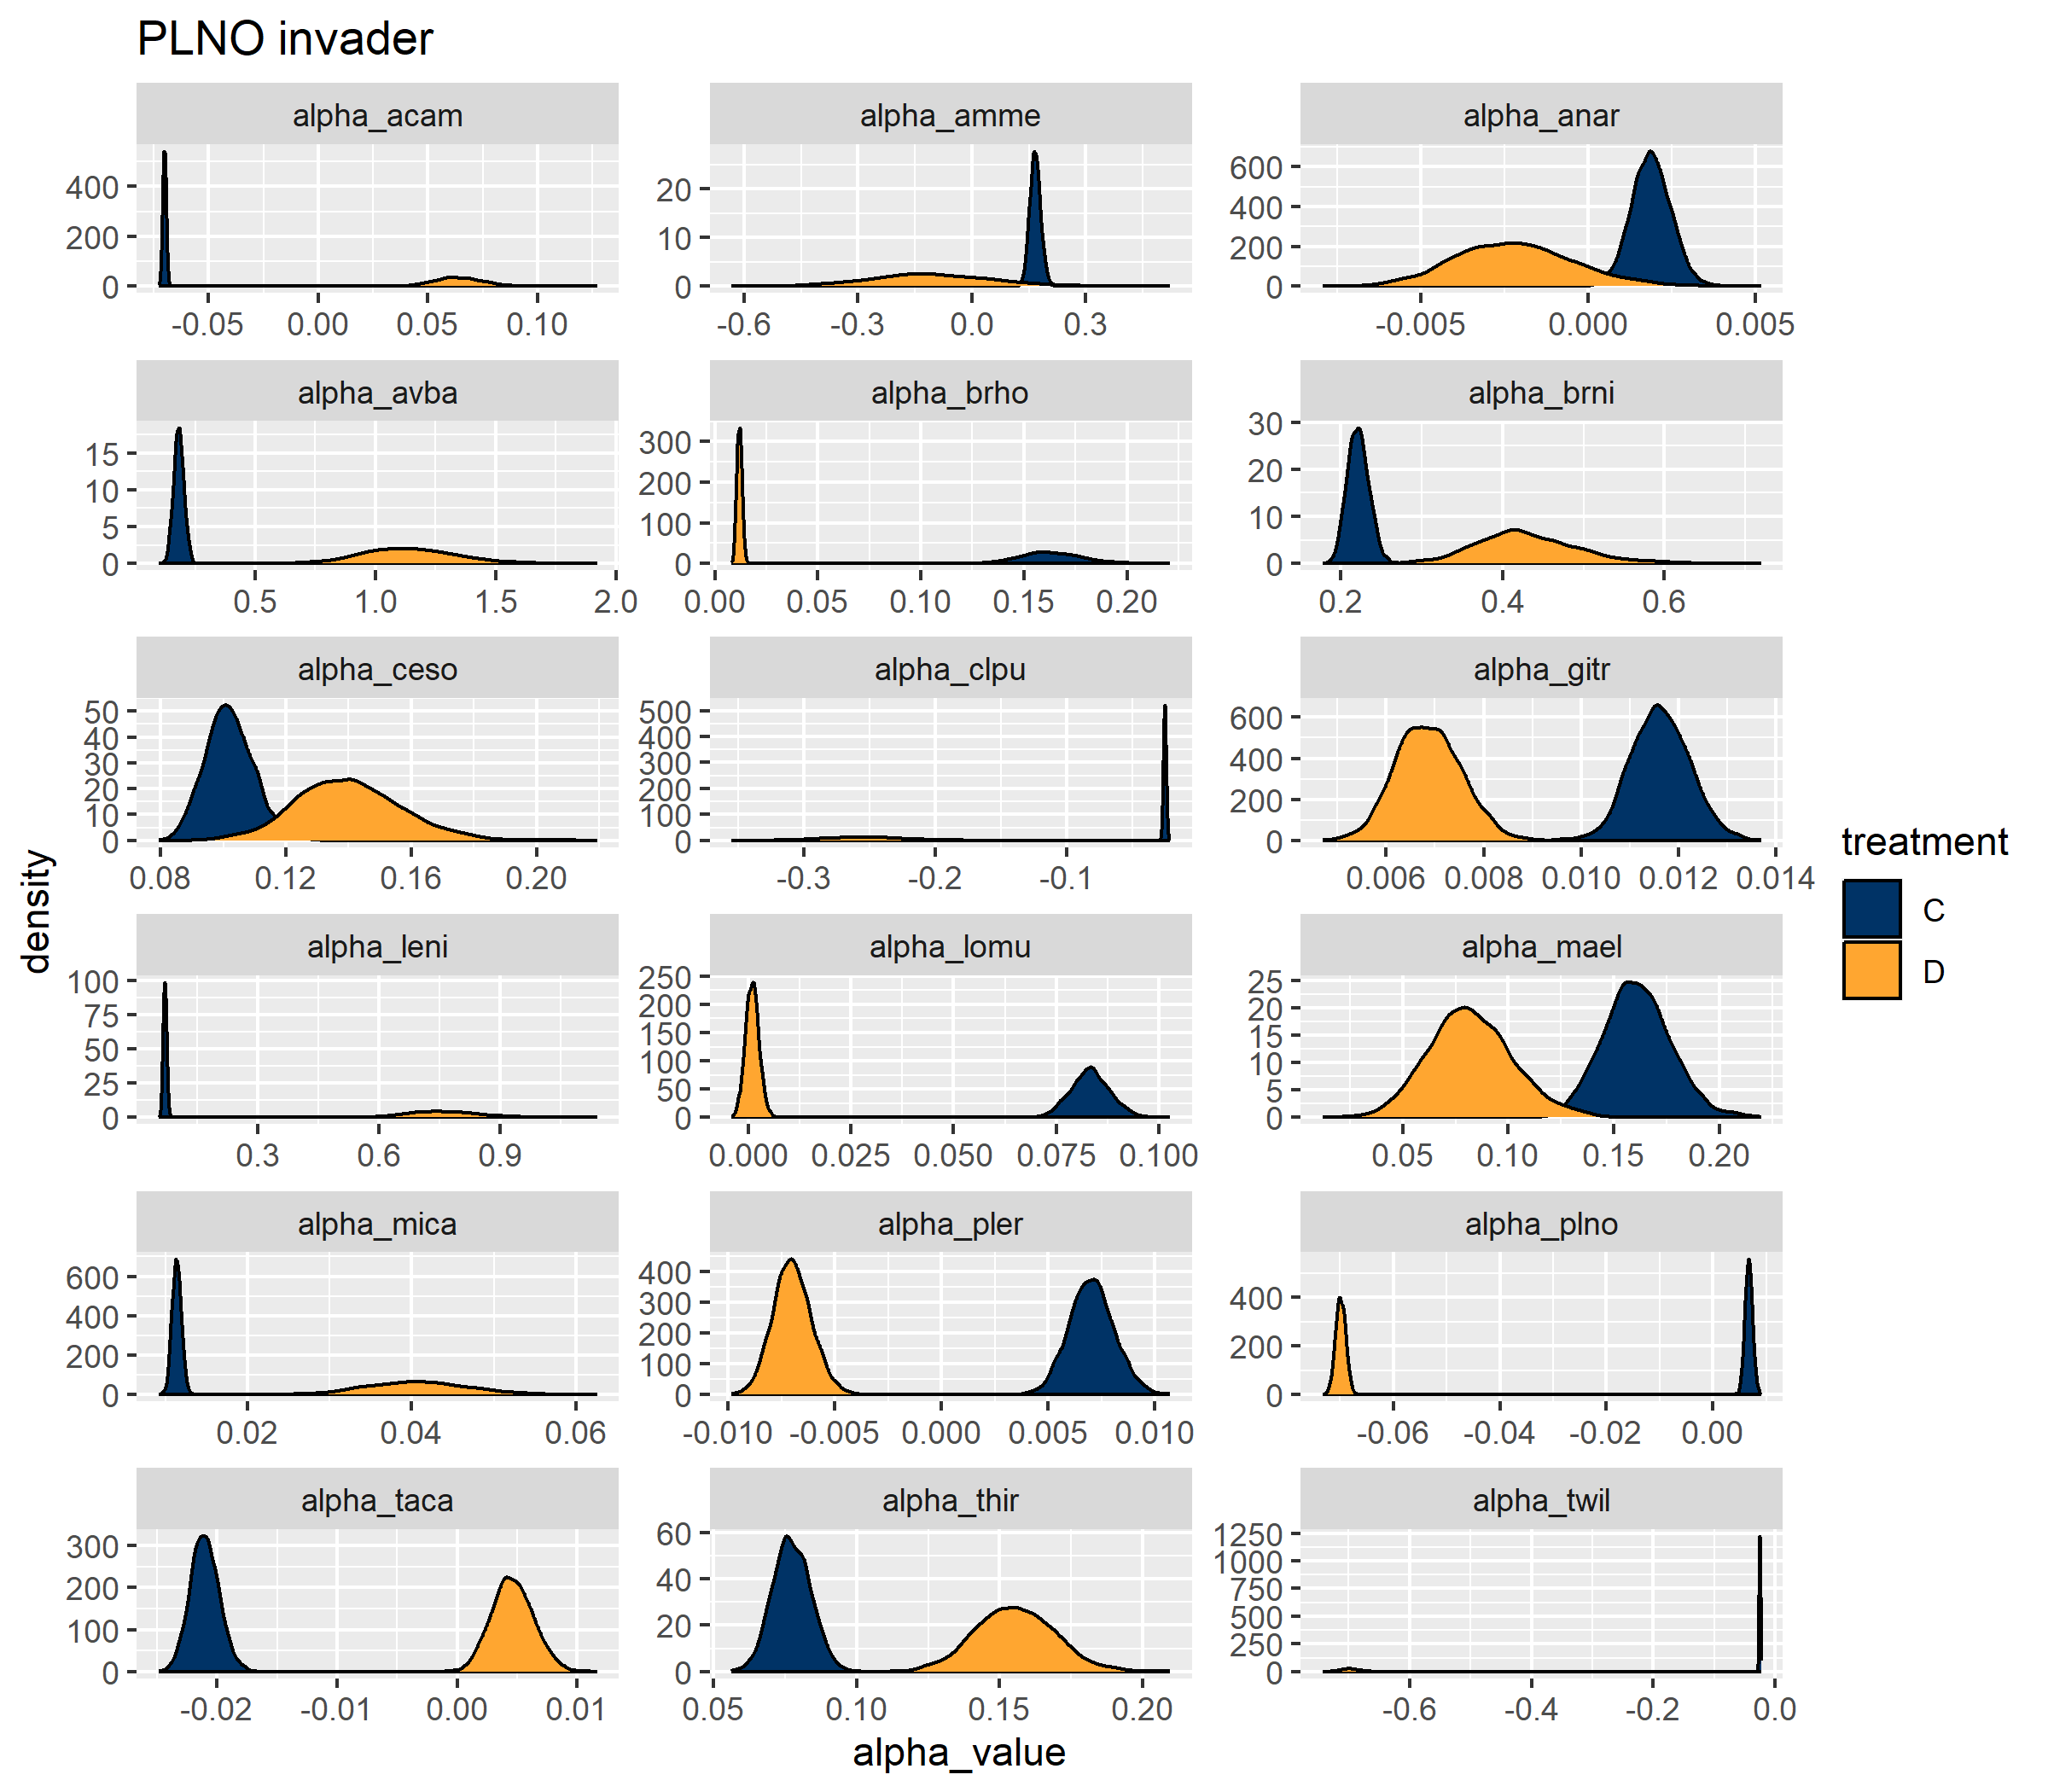 PLNO invader
alpha_acam alpha_amme alpha_anar
400
200
0
-0.05 0.00 0.05 0.10
20
10
0
-0.6 -0.3 0.0 0.3
600
400
200
0
-0.005 0.000 0.005
alpha_avba alpha_brho alpha_brni
15
10
5
0
0.5 1.0 1.5 2.0
300
200
100
0
0.00 0.05 0.10 0.15 0.20
30
20
10
0
0.2 0.4 0.6
alpha_ceso alpha_clpu alpha_gitr
50
40
30
20
10
0
0.08 0.12 0.16 0.20
500
400
300
200
100
0
-0.3 -0.2 -0.1
600
400
200
0
0.006 0.008 0.010 0.012 0.014
alpha_leni alpha_lomu alpha_mael
100
75
50
25
0
0.3 0.6 0.9
250
200
150
100
50
0
0.000 0.025 0.050 0.075 0.100
25
20
15
10
5
0
0.05 0.10 0.15 0.20
alpha_mica alpha_pler alpha_plno
600
400
200
0
0.02 0.04 0.06
400
300
200
100
0
-0.010 -0.005 0.000 0.005 0.010
400
200
0
-0.06 -0.04 -0.02 0.00
alpha_taca alpha_thir alpha_twil
300
200
100
0
-0.02 -0.01 0.00 0.01
60
40
20
0
0.05 0.10 0.15 0.20
1250
1000
750
500
250
0
-0.6 -0.4 -0.2 0.0
density
alpha_value
treatment
C
D